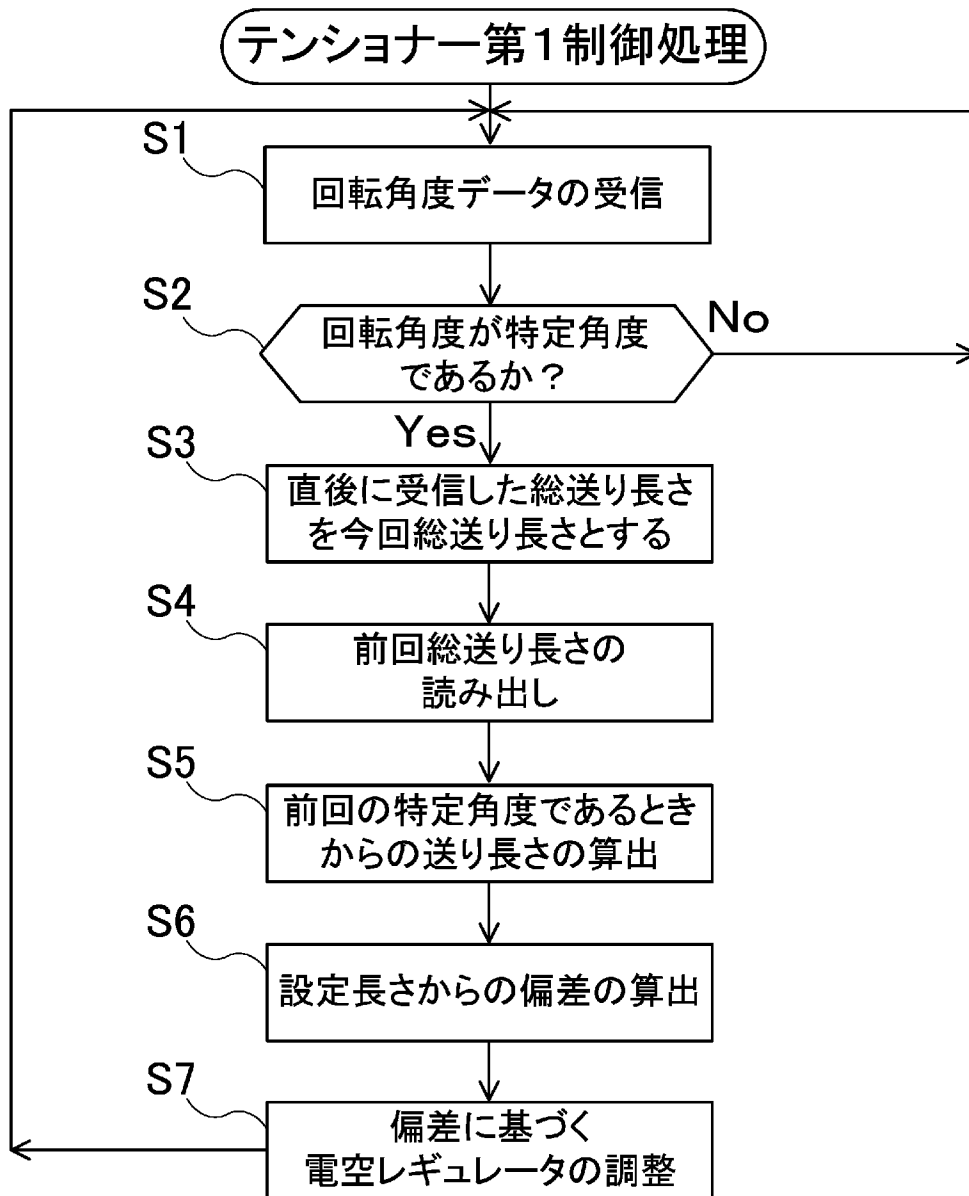 テンショナー第1制御処理
S1
回転角度データの受信
S2
回転角度が特定角度
であるか?
No
Yes
S3
直後に受信した総送り長さ
を今回総送り長さとする
S4
前回総送り長さの
読み出し
S5
前回の特定角度であるとき
からの送り長さの算出
S6
設定長さからの偏差の算出
S7
偏差に基づく
電空レギュレータの調整